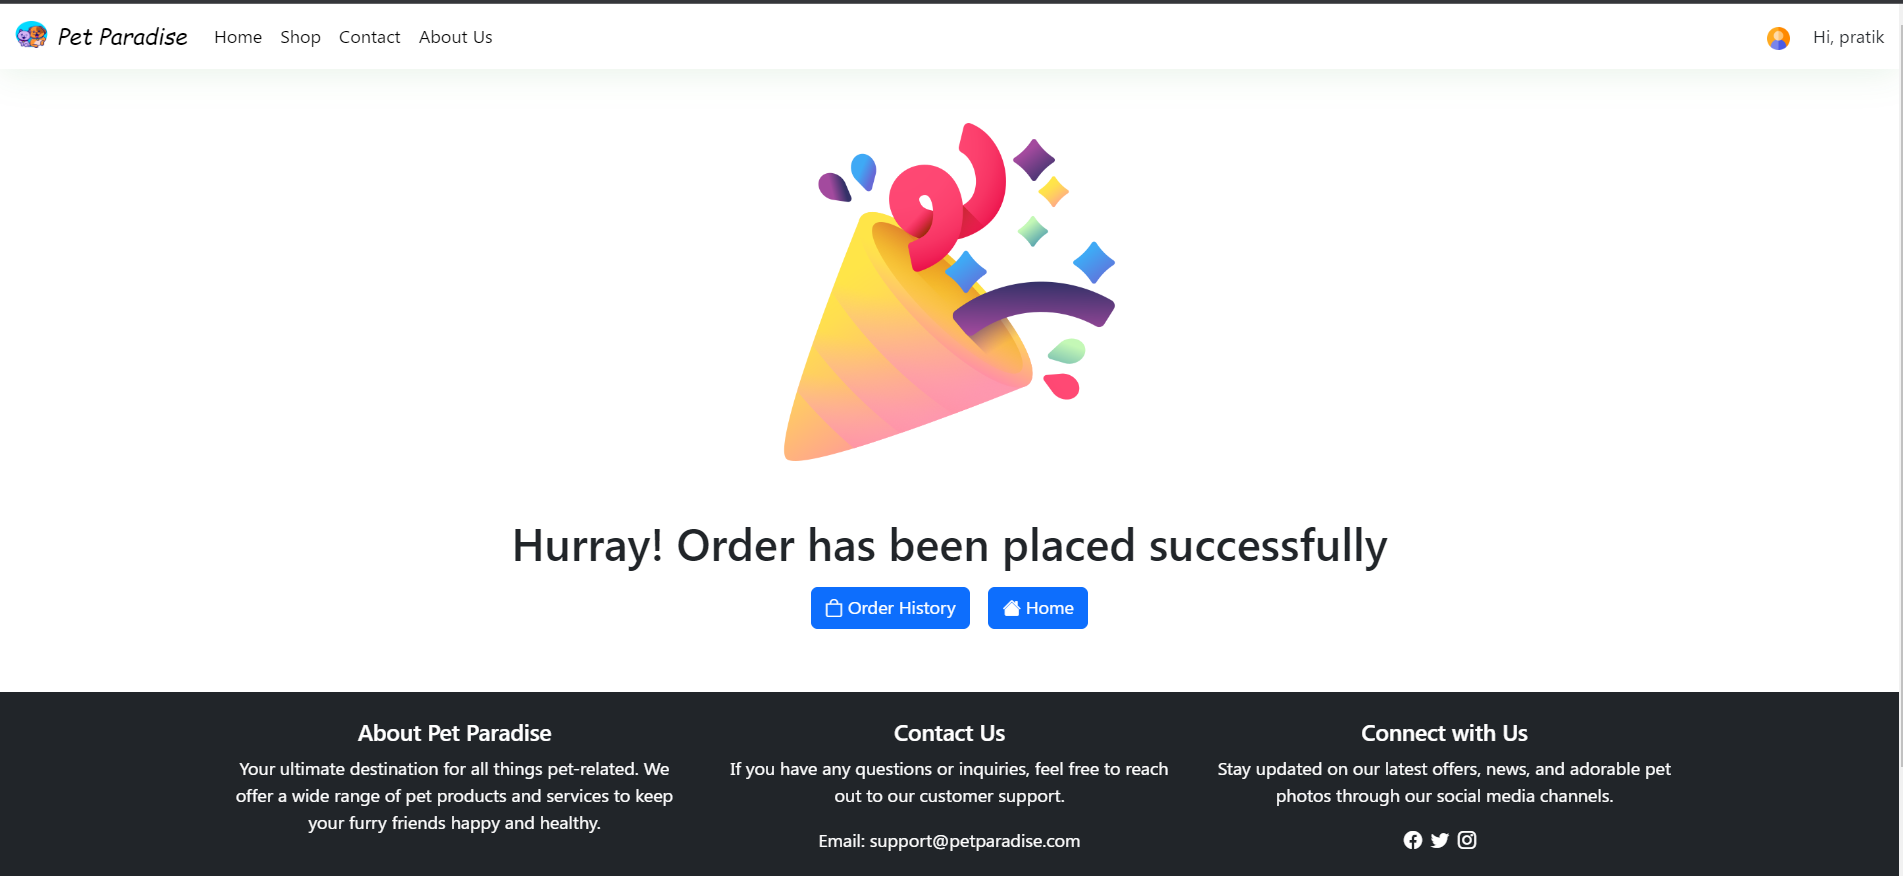 Pet Paradise Home Shop Contact About Us Hi, pratik
Hurray! Order has been placed successfully
Order History Home
About Pet Paradise
Your ultimate destination for all things pet-related. We
offer a wide range of pet products and services to keep
your furry friends happy and healthy.
Contact Us
If you have any questions or inquiries, feel free to reach
out to our customer support.
Email: support@petparadise.com
Connect with Us
Stay updated on our latest offers, news, and adorable pet
photos through our social media channels.